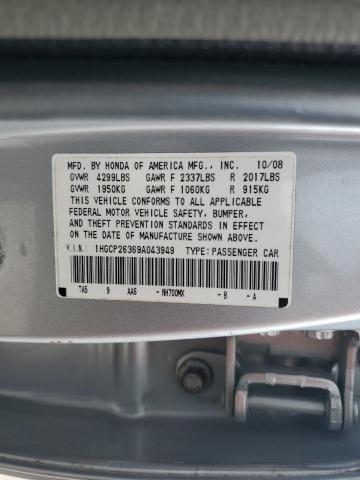 MFD. BY HONDA OF AMERICA MFG., INC. 10/08
GVWR 4299LBS GAWR F 2337LBS R 2017LBS
GVWR 1950KG GAWR F 1060KG R 915KG
THIS VEHICLE CONFORMS TO ALL APPLICABLE
FEDERAL MOTOR VEHICLE SAFETY, BUMPER,
AND THEFT PREVENTION STANDARDS IN EFFECT
ON THE DATE OF MANUFACTURE SHOWN ABOVE.
V.I.N.: 1HGCP26369A043949 TYPE:PASSENGER CAR
TA5 9 AA6 -NH700MX -B -A